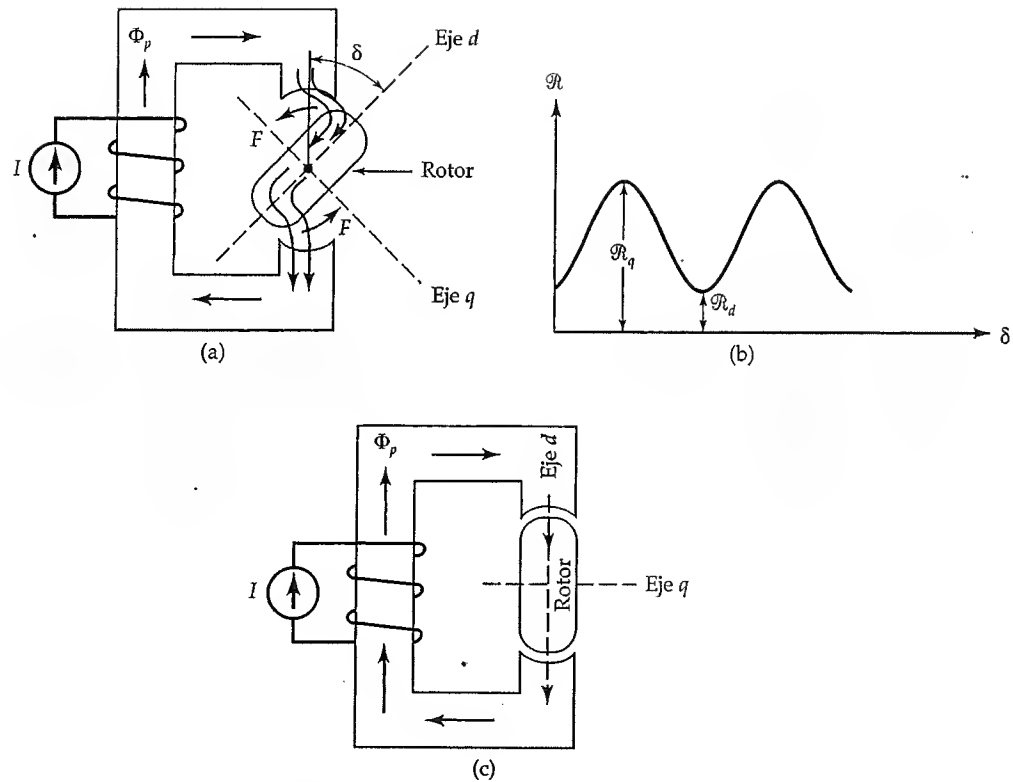 Φp
δ
Eje d
F
I
Rotor
F
Eje q
(a)
ℛ
ℛq
ℛd
δ
(b)
Φp
Eje d
I
Rotor
Eje q
(c)